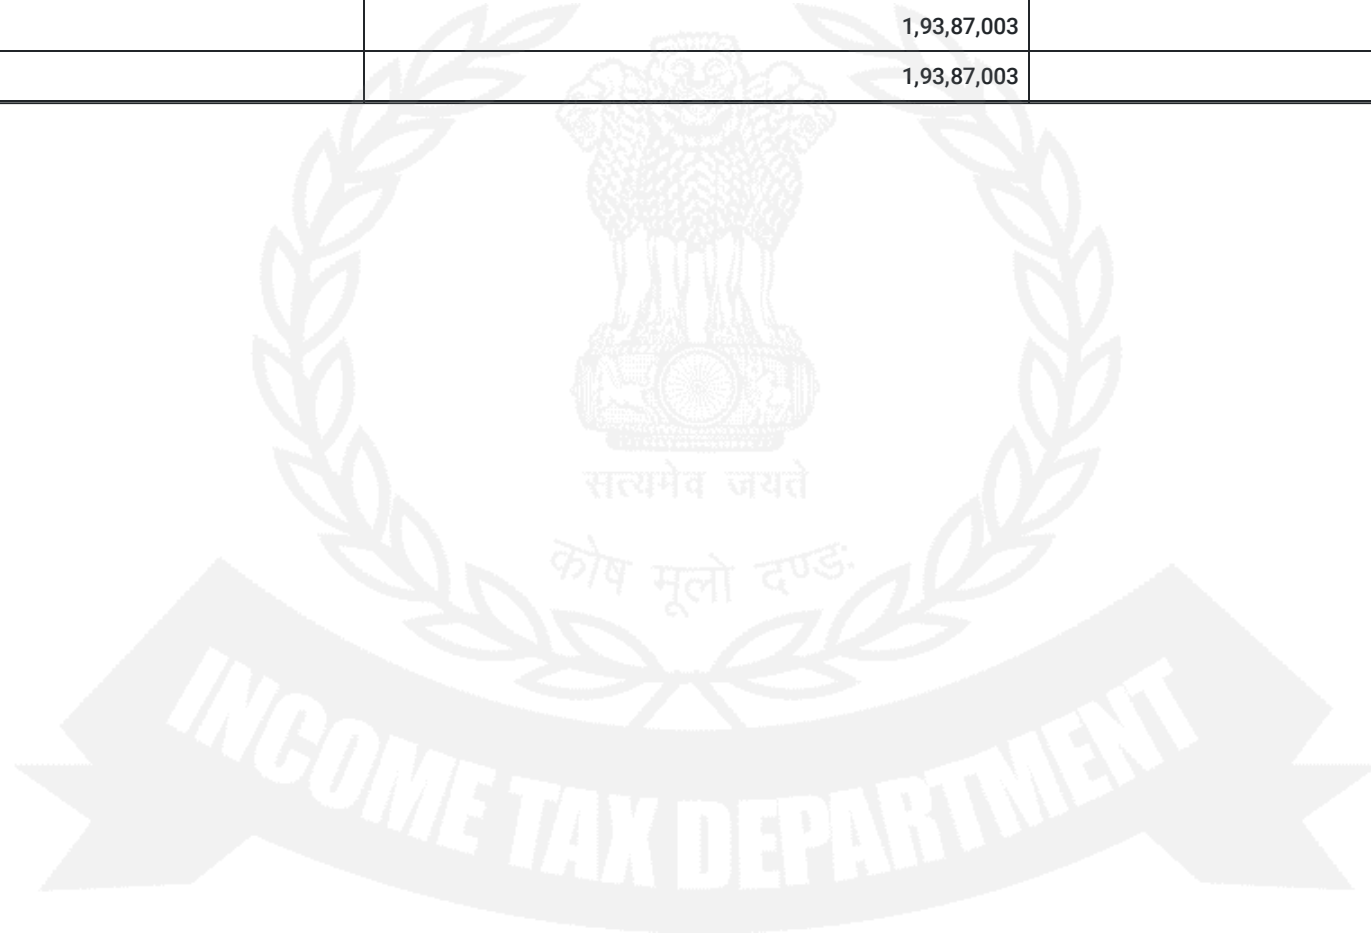 1,93,87,003
1,93,87,003
सत्यमेव जयते
कोष मूलो दण्डः
INCOME TAX DEPARTMENT